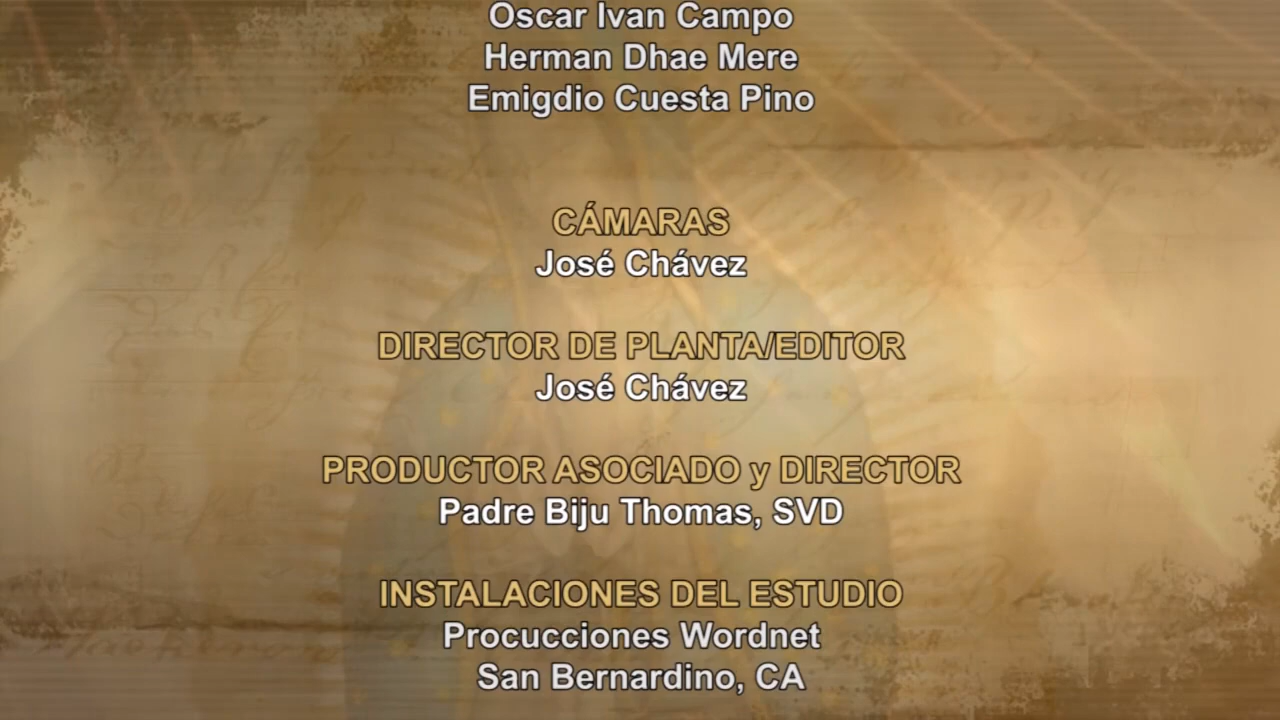 Oscar Ivan Campo
Herman Dhae Mere
Emigdio Cuesta Pino
CÁMARAS
José Chávez
DIRECTOR DE PLANTA/EDITOR
José Chávez
PRODUCTOR ASOCIADO y DIRECTOR
Padre Biju Thomas, SVD
INSTALACIONES DEL ESTUDIO
Procucciones Wordnet
San Bernardino, CA